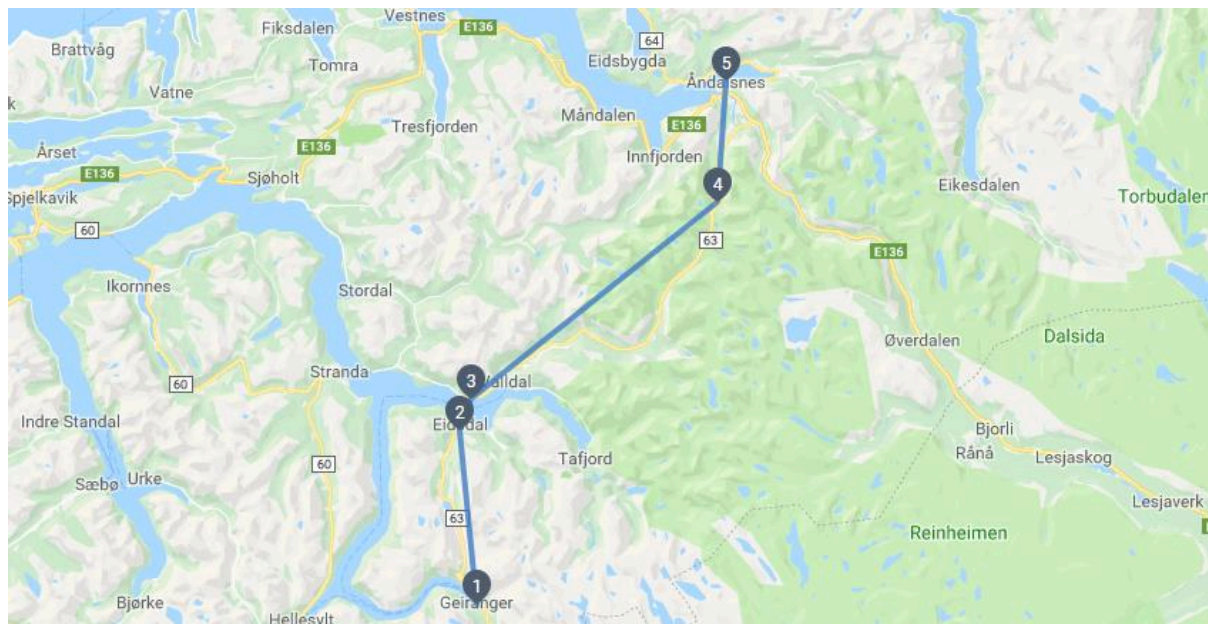 Vestnes
E136
Fiksdalen
64
Brattvåg
Eidsbygda
5
Tomra
Åndalsnes
Vatne
Måndalen
Tresfjorden
E136
E136
Årset
Innfjorden
E136
Sjøholt
4
Eikesdalen
Spjelkavik
Torbudalen
60
63
E136
Ikornnes
Stordal
Dalsida
Øverdalen
Stranda
3
60
2
Indre Standal
Bjorli
Rånå
Tafjord
Lesjaskog
60
Sæbø
Urke
Lesjaverk
63
Reinheimen
1
Bjørke
Geiranger
Hellesylt